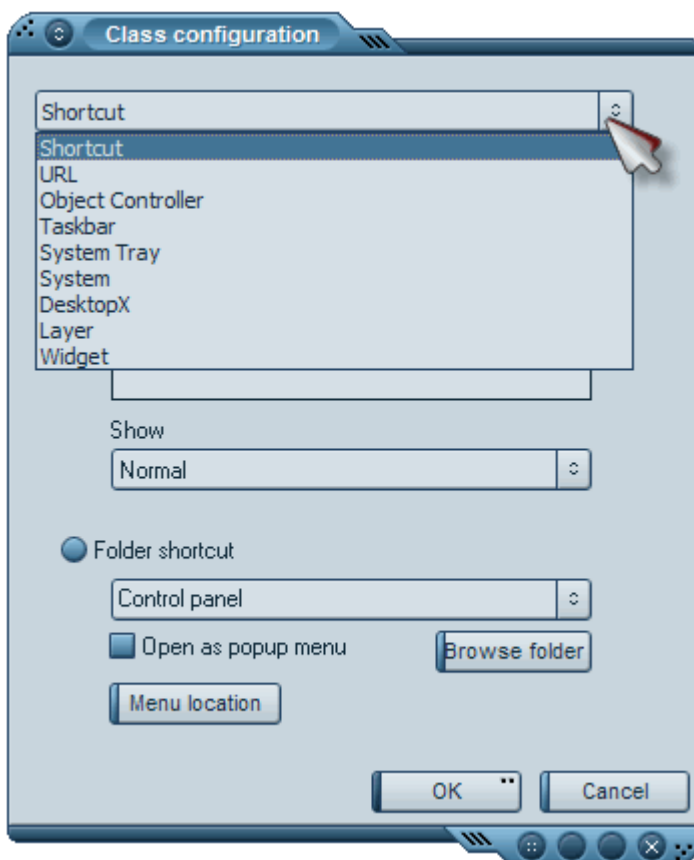 Class configuration
Shortcut
Shortcut
URL
Object Controller
Taskbar
System Tray
System
DesktopX
Layer
Widget
Show
Normal
Folder shortcut
Control panel
Open as popup menu
Browse folder
Menu location
OK
Cancel